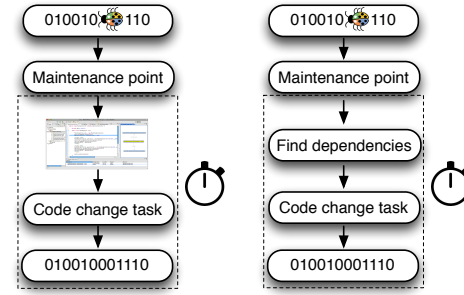 010010 110
Maintenance point
Code change task
010010001110
010010 110
Maintenance point
Find dependencies
Code change task
010010001110